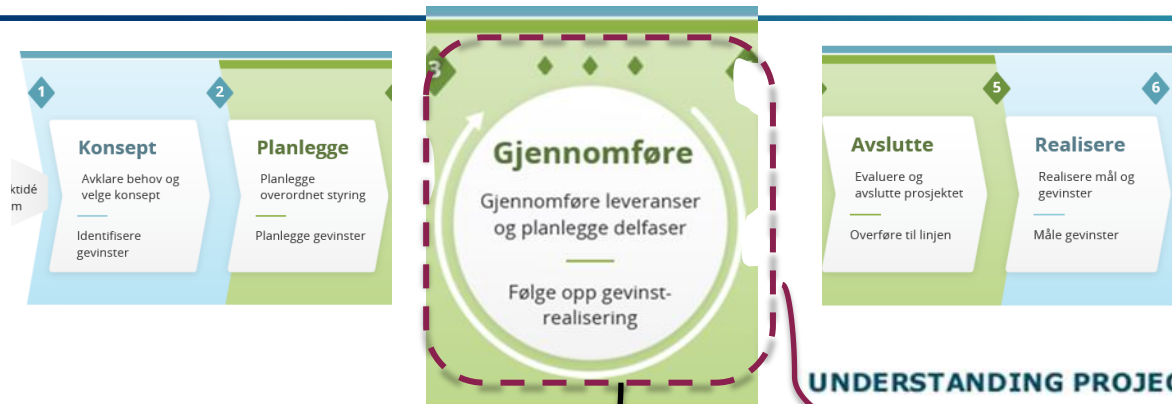 1
2
Konsept
Avklare behov og
velge konsept
Identifisere
gevinster
ktidé
m
Planlegge
Planlegge
overordnet styring
Planlegge gevinster
3
Gjennomføre
Gjennomføre leveranser
og planlegge delfaser
Følge opp gevinst-
realisering
5
6
Avslutte
Evaluere og
avslutte prosjektet
Overføre til linjen
Realisere
Realisere mål og
gevinster
Måle gevinster
UNDERSTANDING PROJEC